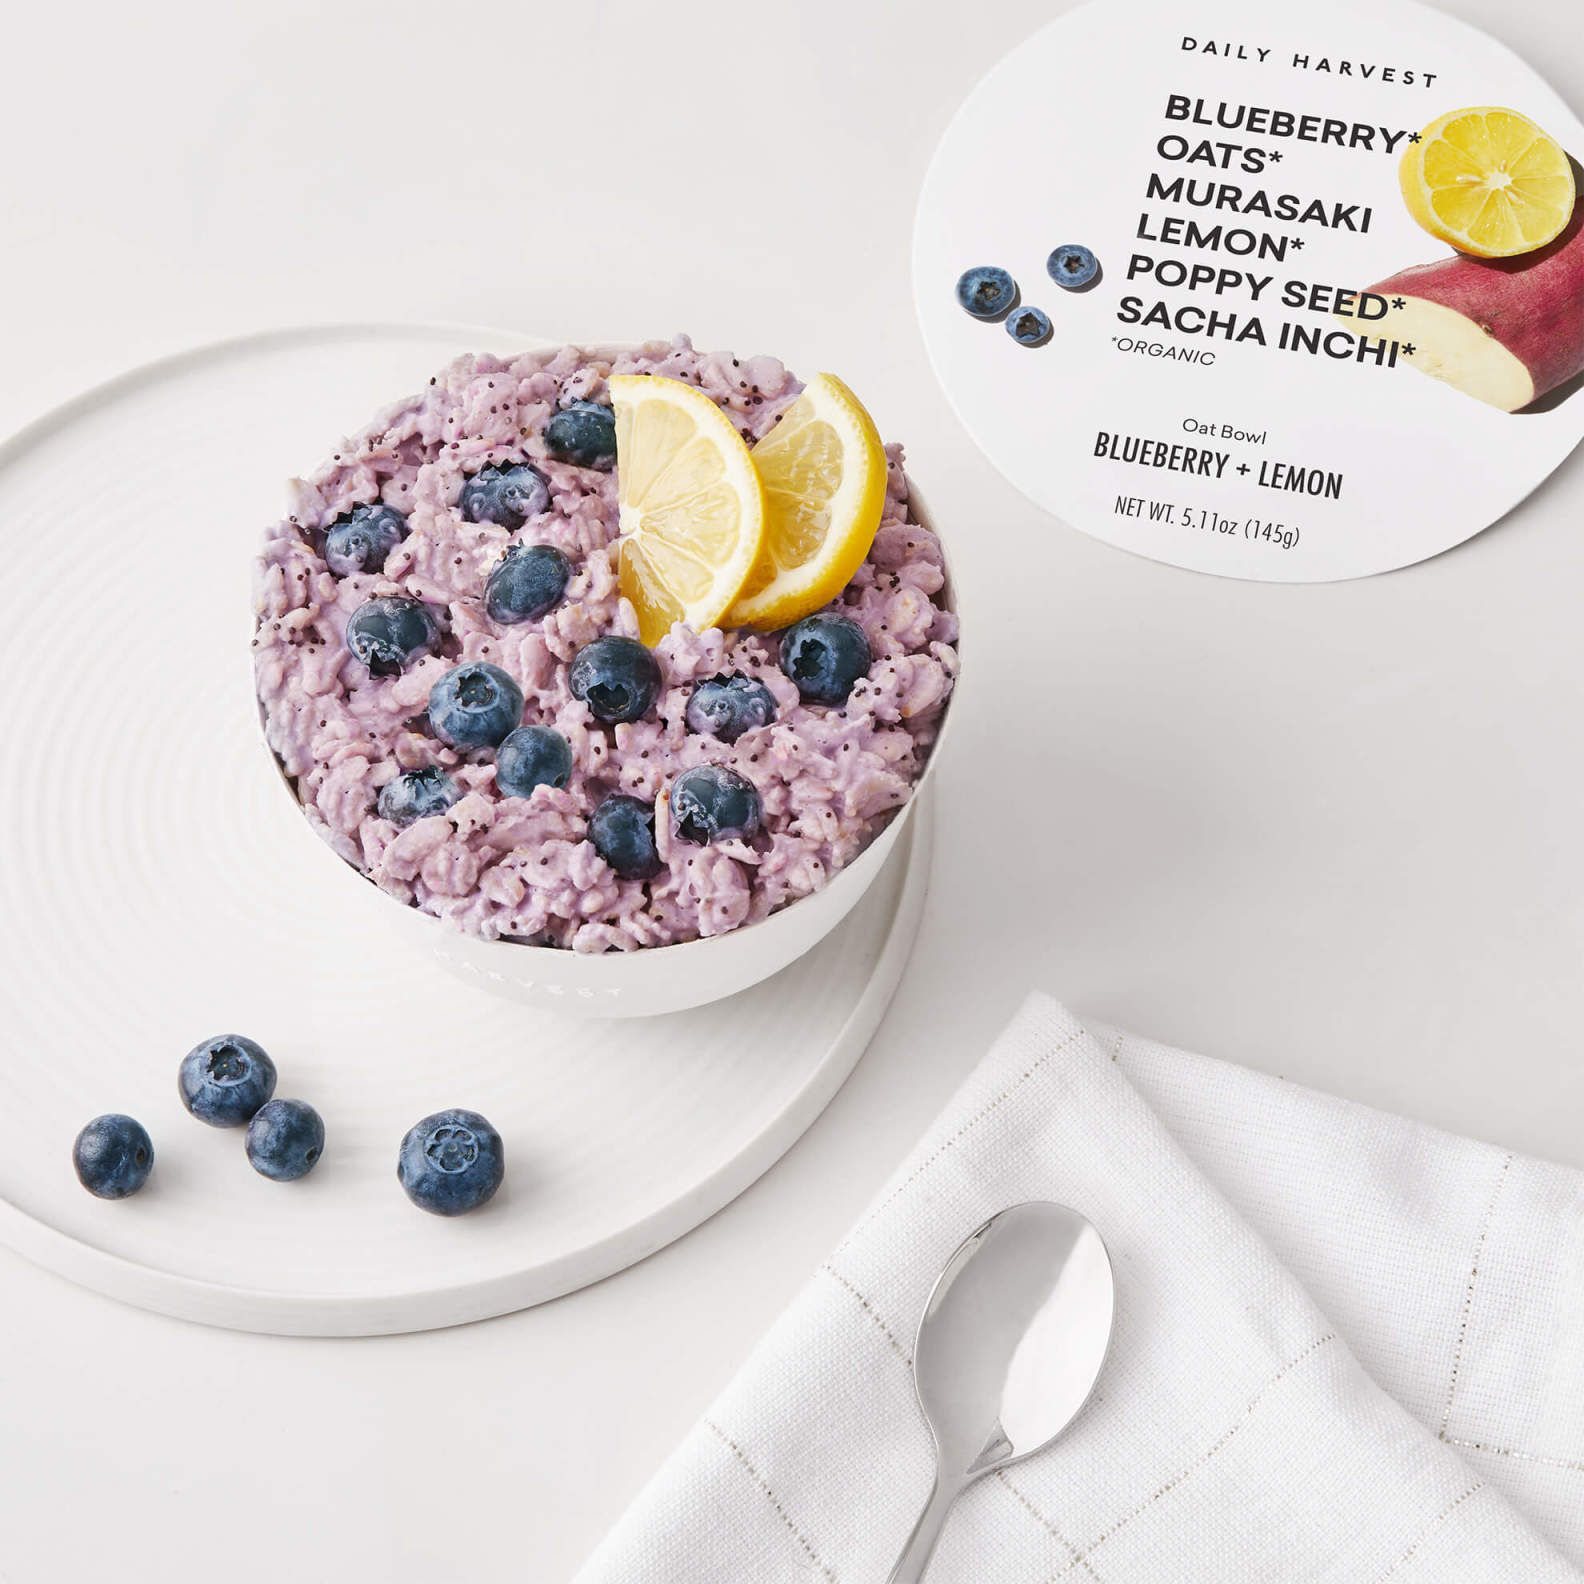 DAILY HARVEST
BLUEBERRY*
OATS*
MURASAKI
LEMON*
POPPY SEED*
SACHA INCHI*
*ORGANIC
Oat Bowl
BLUEBERRY + LEMON
NET WT. 5.11oz (145g)
HARVEST